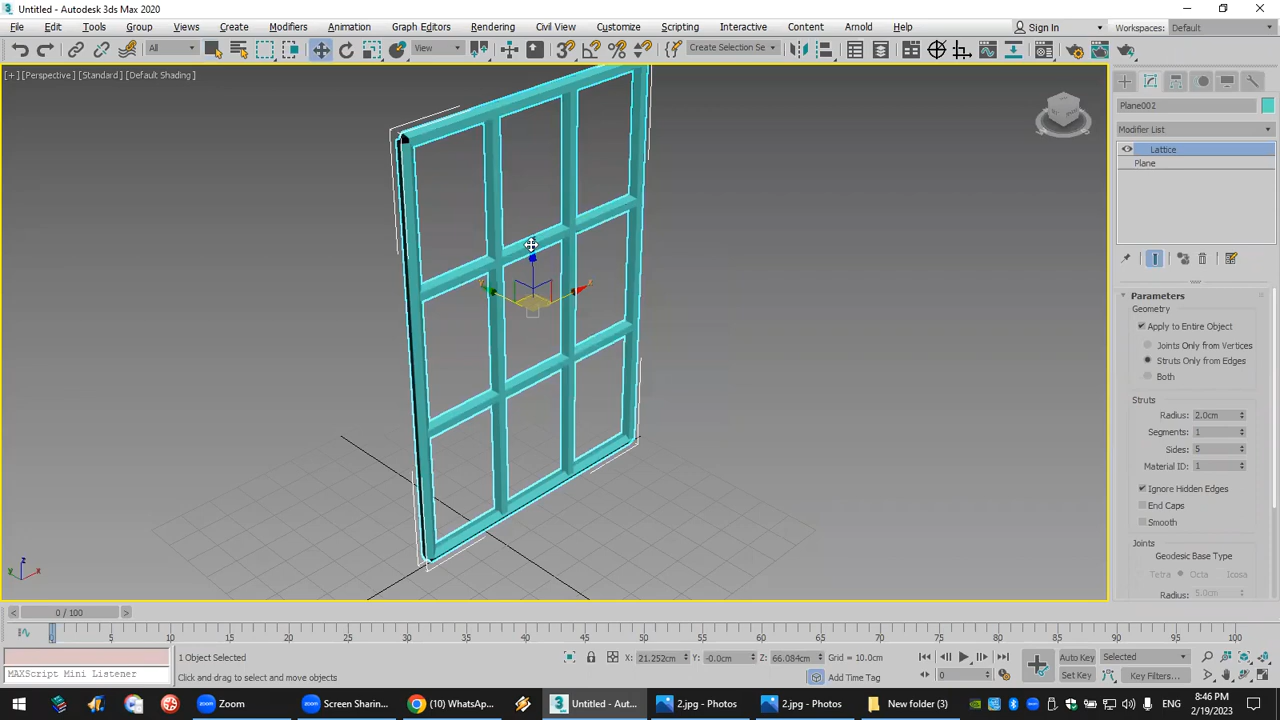 Untitled - Autodesk 3ds Max 2020
File Edit Tools Group Views Create Modifiers Animation Graph Editors Rendering Civil View Customize Scripting Interactive Content Arnold Help Sign In Workspaces: Default
All View Create Selection Se
[+] [Perspective] [Standard] [Default Shading]
Plane002
Modifier List
Lattice
Plane
Parameters
Geometry
Apply to Entire Object
Joints Only from Vertices
Struts Only from Edges
Both
Struts
Radius: 2.0cm
Segments: 1
Sides: 5
Material ID: 1
Ignore Hidden Edges
End Caps
Smooth
Joints
Geodesic Base Type
Tetra Octa Icosa
Radius: 5.0cm
x
y
z
y x
< 0 / 100 >
0 5 10 15 20 25 30 35 40 45 50 55 60 65 70 75 80 85 90 95 100
1 Object Selected X: 21.252cm Y: -0.0cm Z: 66.084cm Grid = 10.0cm Auto Key Selected
MAXScript Mini Listener Click and drag to select and move objects Add Time Tag 0 Set Key Key Filters...
Zoom Screen Sharing... (10) WhatsApp... Untitled - Aut... 2.jpg - Photos 2.jpg - Photos New folder (3)
8:46 PM
2/19/2023